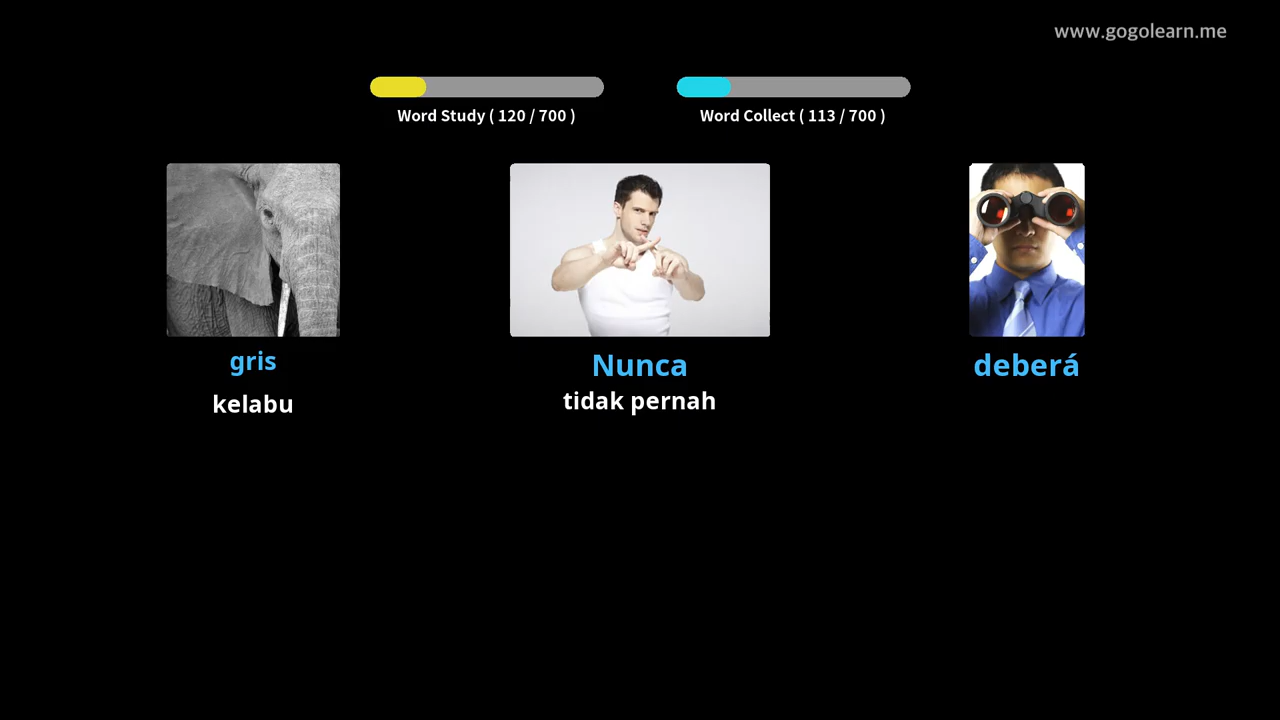 www.gogolearn.me
Word Study ( 120 / 700 )
Word Collect ( 113 / 700 )
gris
kelabu
Nunca
tidak pernah
deberá